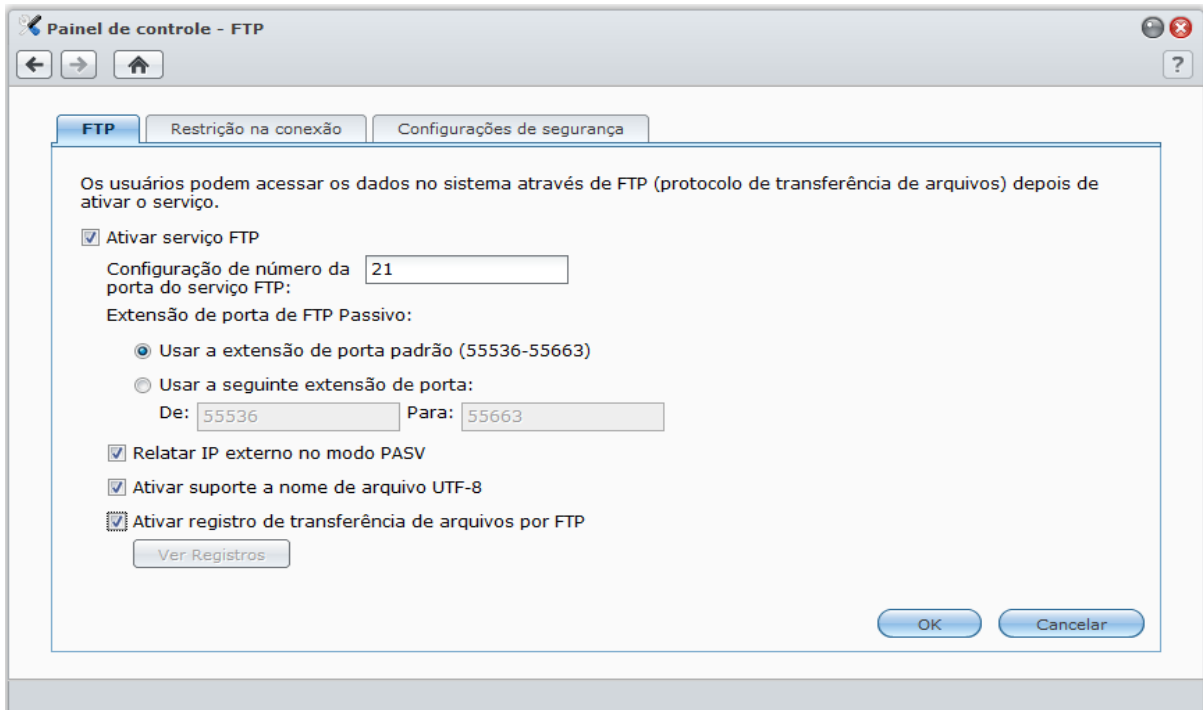 Painel de controle - FTP
?
FTP
Restrição na conexão
Configurações de segurança
Os usuários podem acessar os dados no sistema através de FTP (protocolo de transferência de arquivos) depois de
ativar o serviço.
Ativar serviço FTP
Configuração de número da
porta do serviço FTP:
21
Extensão de porta de FTP Passivo:
Usar a extensão de porta padrão (55536-55663)
Usar a seguinte extensão de porta:
De: 55536 Para: 55663
Relatar IP externo no modo PASV
Ativar suporte a nome de arquivo UTF-8
Ativar registro de transferência de arquivos por FTP
Ver Registros
OK
Cancelar